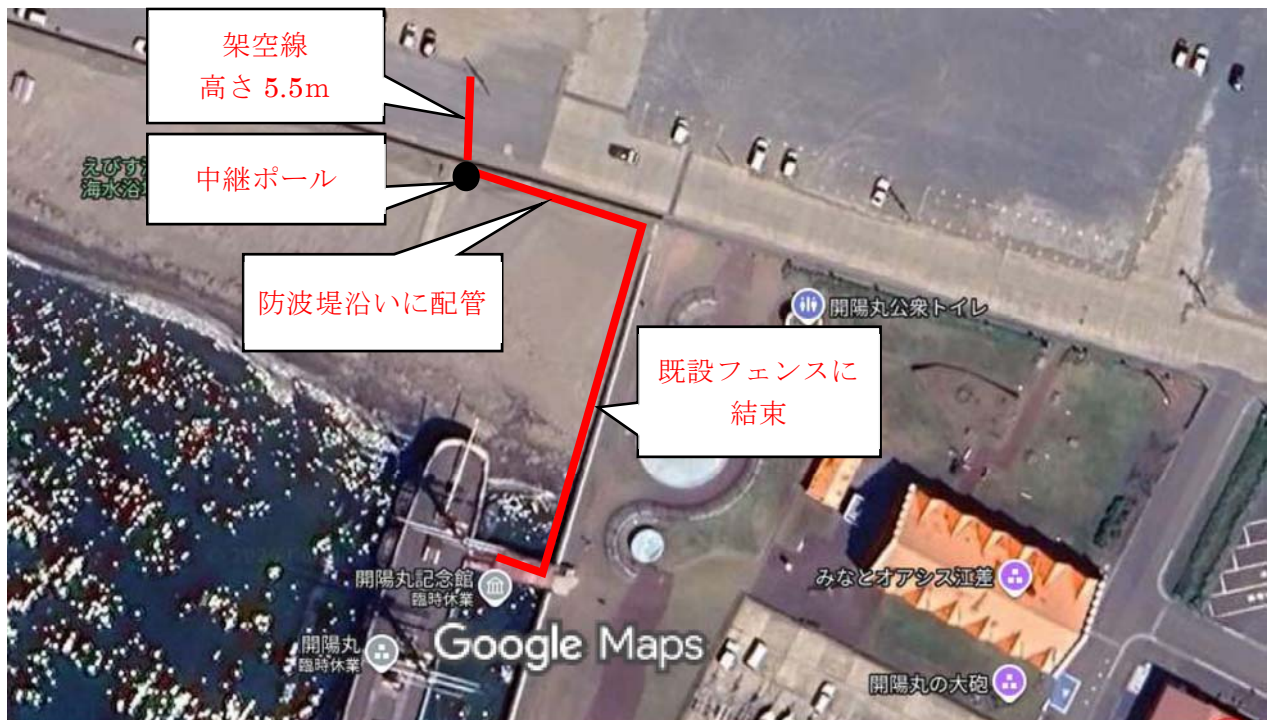 架空線
高さ 5.5m
中継ポール
えびす
海水浴
防波堤沿いに配管
開陽丸公衆トイレ
既設フェンスに
結束
開陽丸記念館
臨時休業
みなとオアシス江差
Google Maps
開陽丸
臨時休業
開陽丸の大砲